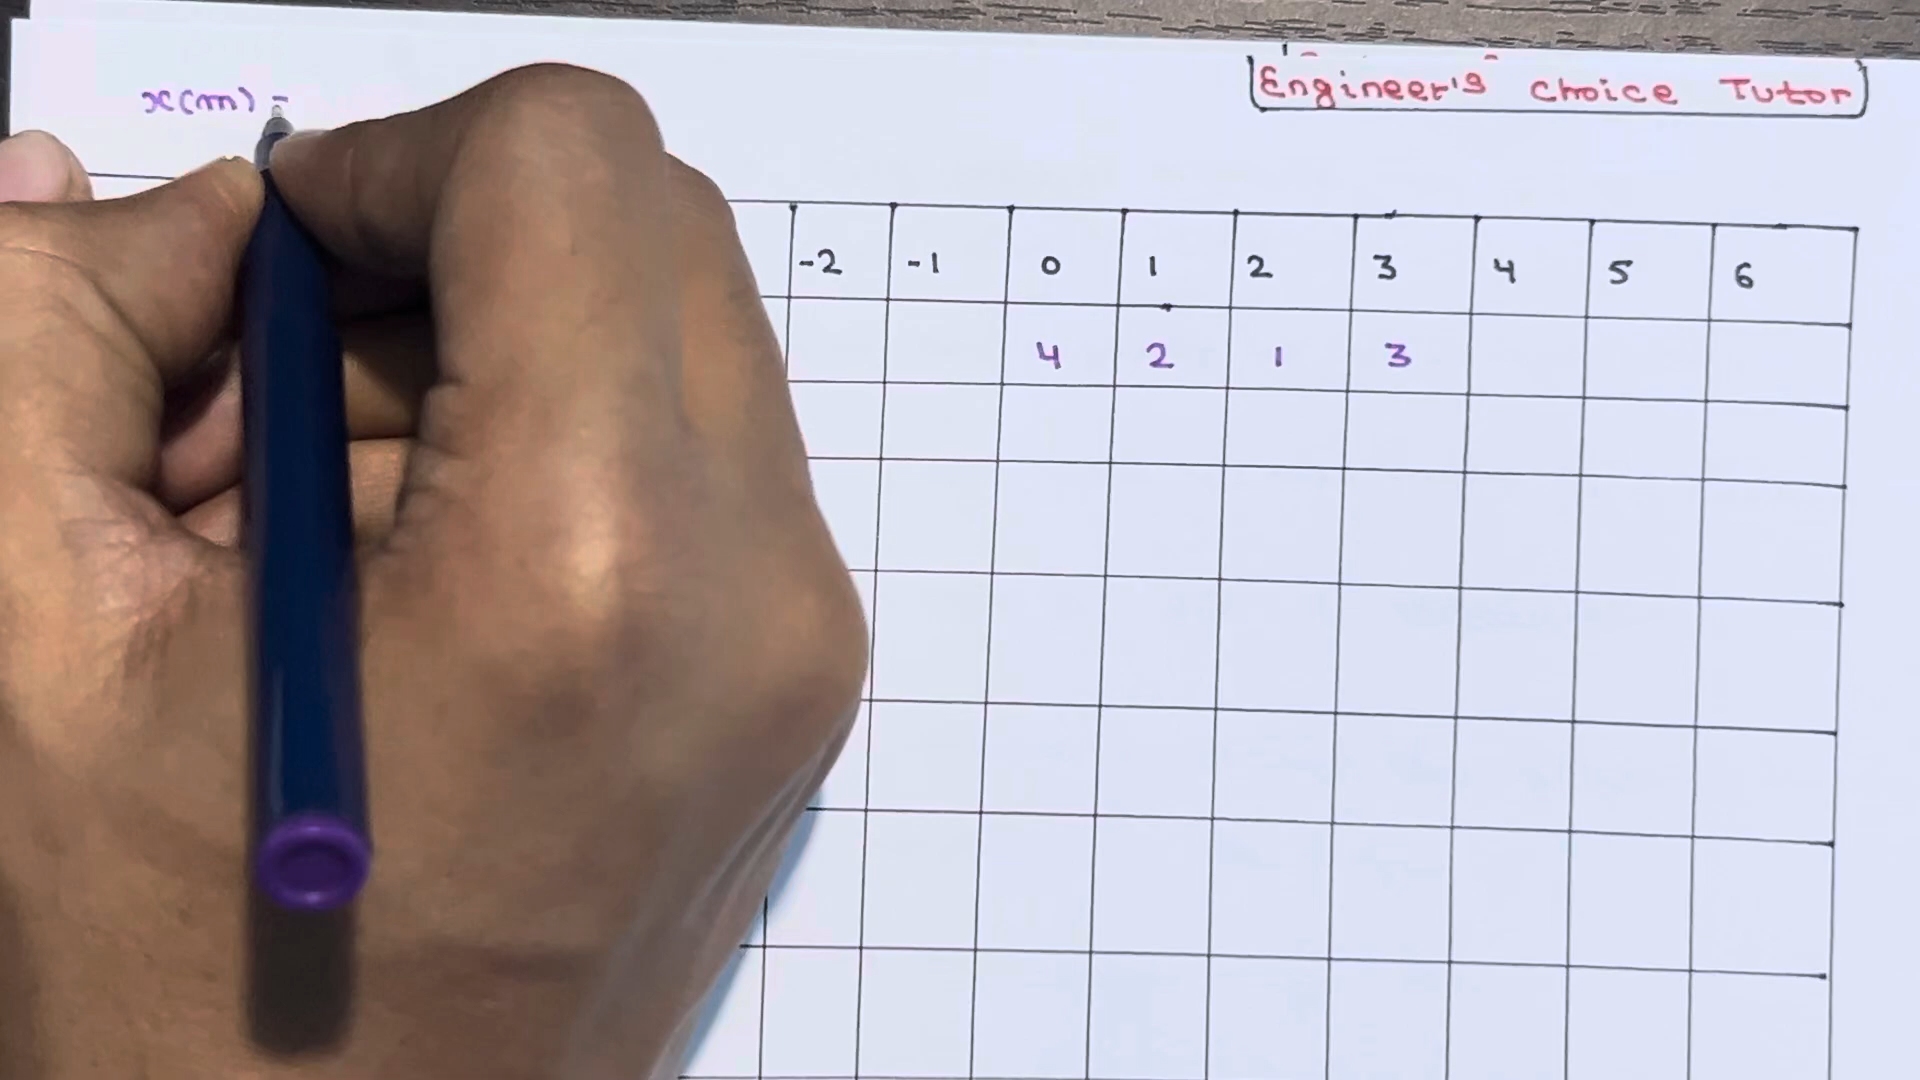 Engineer's choice Tutor
x(m) =
-2 -1 0 1 2 3 4 5 6
4 2 1 3